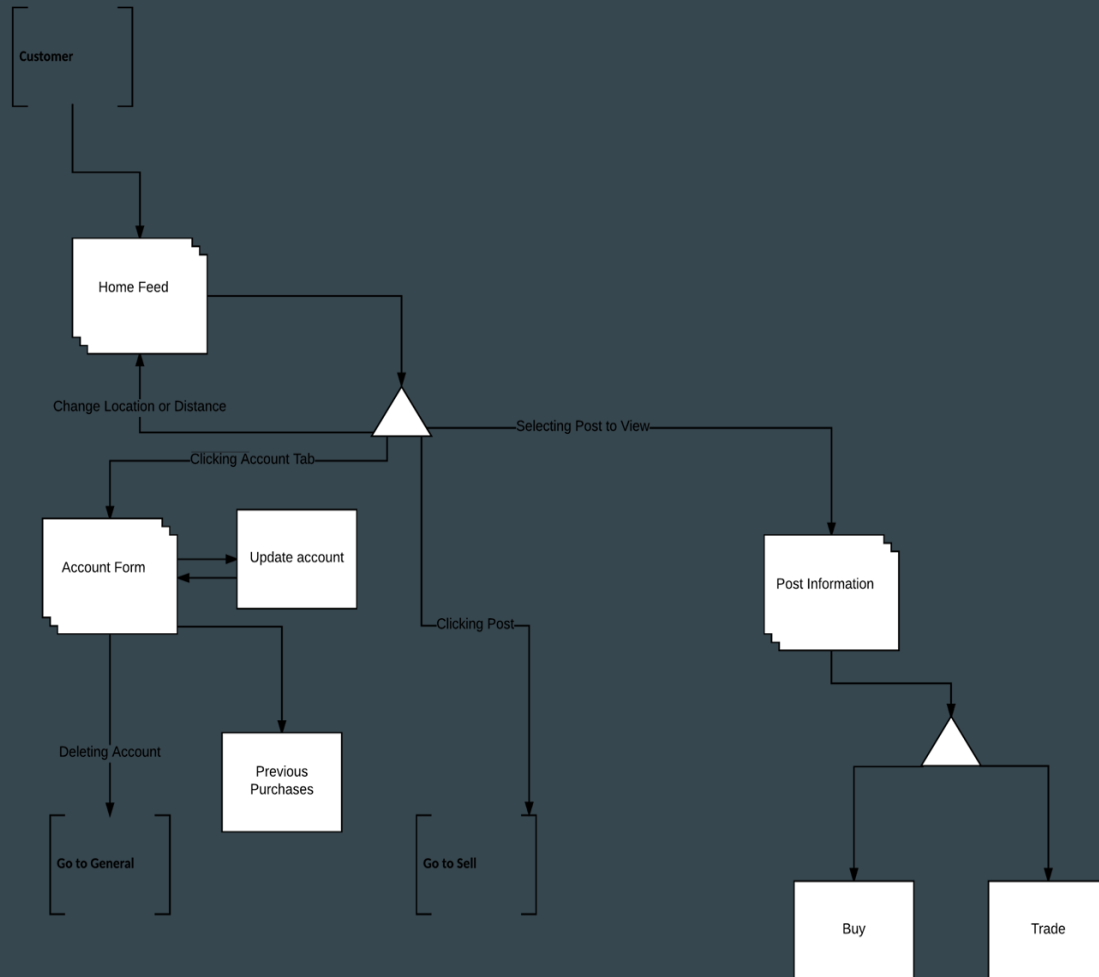 Customer
Home Feed
Change Location or Distance
Selecting Post to View
Clicking Account Tab
Account Form
Update account
Post Information
Clicking Post
Deleting Account
Previous
Purchases
Go to General
Go to Sell
Buy
Trade